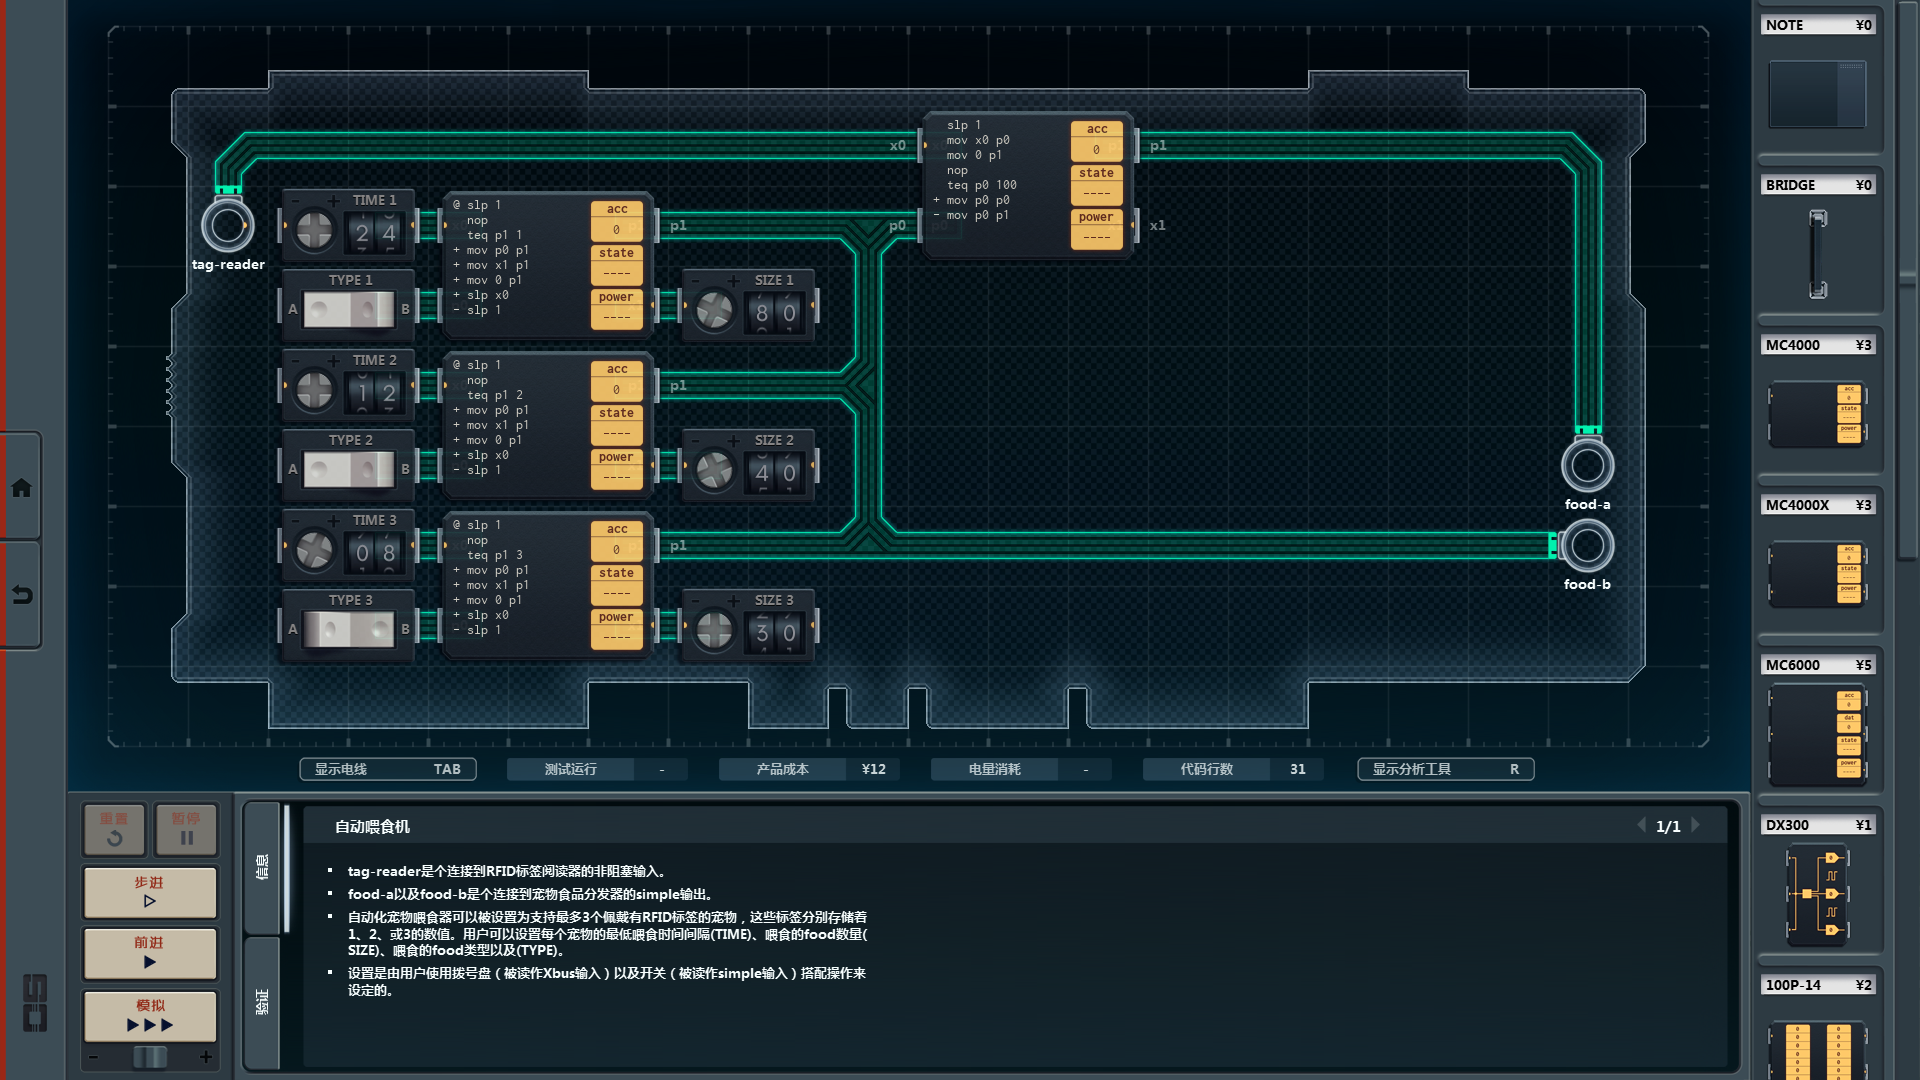 NOTE ¥0
BRIDGE ¥0
MC4000 ¥3
MC4000X ¥3
MC6000 ¥5
DX300 ¥1
100P-14 ¥2
tag-reader
x0
slp 1
mov x0 p0
mov 0 p1
nop
teq p0 100
+ mov p0 p0
- mov p0 p1
acc
0
state
----
power
----
p1
p0
x1
TIME 1
2 4
TYPE 1
A B
@ slp 1
nop
teq p1 1
+ mov p0 p1
+ mov x1 p1
+ mov 0 p1
+ slp x0
- slp 1
acc
0
state
----
power
----
p1
SIZE 1
8 0
TIME 2
1 2
TYPE 2
A B
@ slp 1
nop
teq p1 2
+ mov p0 p1
+ mov x1 p1
+ mov 0 p1
+ slp x0
- slp 1
acc
0
state
----
power
----
p1
SIZE 2
4 0
TIME 3
0 8
TYPE 3
A B
@ slp 1
nop
teq p1 3
+ mov p0 p1
+ mov x1 p1
+ mov 0 p1
+ slp x0
- slp 1
acc
0
state
----
power
----
p1
SIZE 3
3 0
food-a
food-b
显示电线 TAB
测试运行 -
产品成本 ¥12
电量消耗 -
代码行数 31
显示分析工具 R
重置
暂停
步进
前进
模拟
- +
信息
验证
自动喂食机
1/1
▪ tag-reader是个连接到RFID标签阅读器的非阻塞输入。
▪ food-a以及food-b是个连接到宠物食品分发器的simple输出。
▪ 自动化宠物喂食器可以被设置为支持最多3个佩戴有RFID标签的宠物，这些标签分别存储着
1、2、或3的数值。用户可以设置每个宠物的最低喂食时间间隔(TIME)、喂食的food数量(
SIZE)、喂食的food类型以及(TYPE)。
▪ 设置是由用户使用拨号盘（被读作Xbus输入）以及开关（被读作simple输入）搭配操作来
设定的。